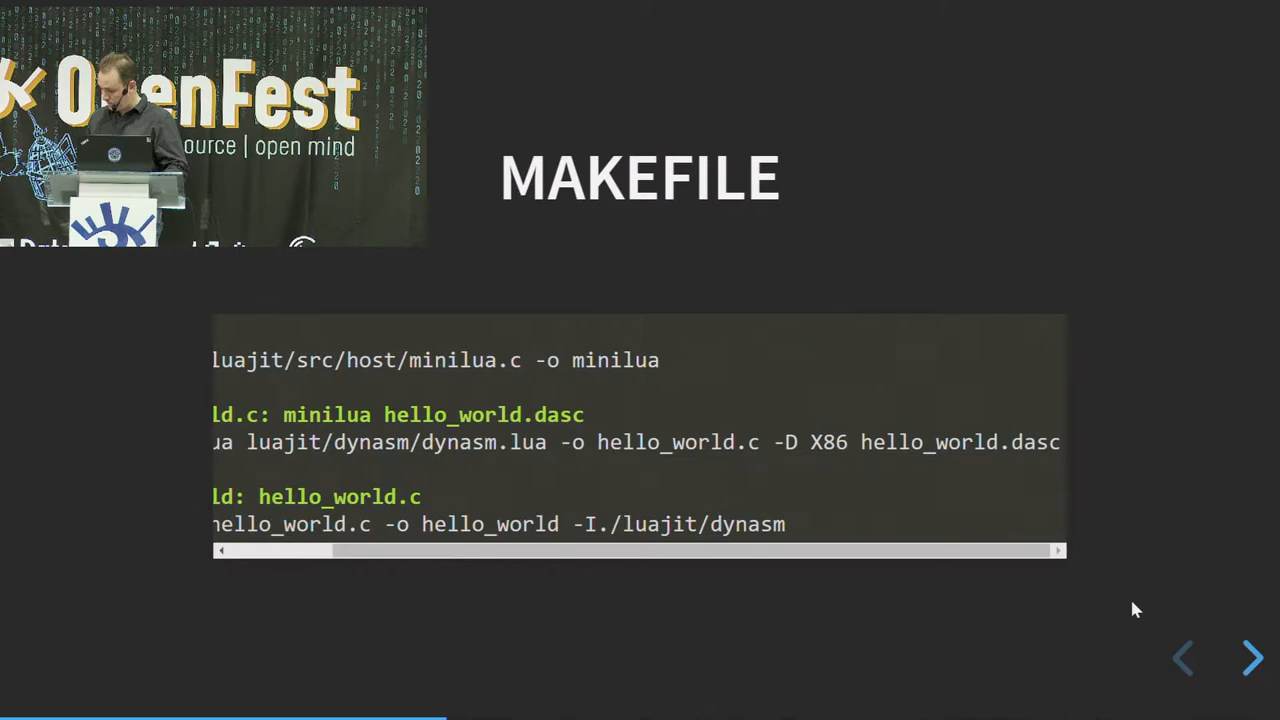 OpenFest
ource | open mind
MAKEFILE
luajit/src/host/minilua.c -o minilua
ld.c: minilua hello_world.dasc
ua luajit/dynasm/dynasm.lua -o hello_world.c -D X86 hello_world.dasc
ld: hello_world.c
hello_world.c -o hello_world -I./luajit/dynasm